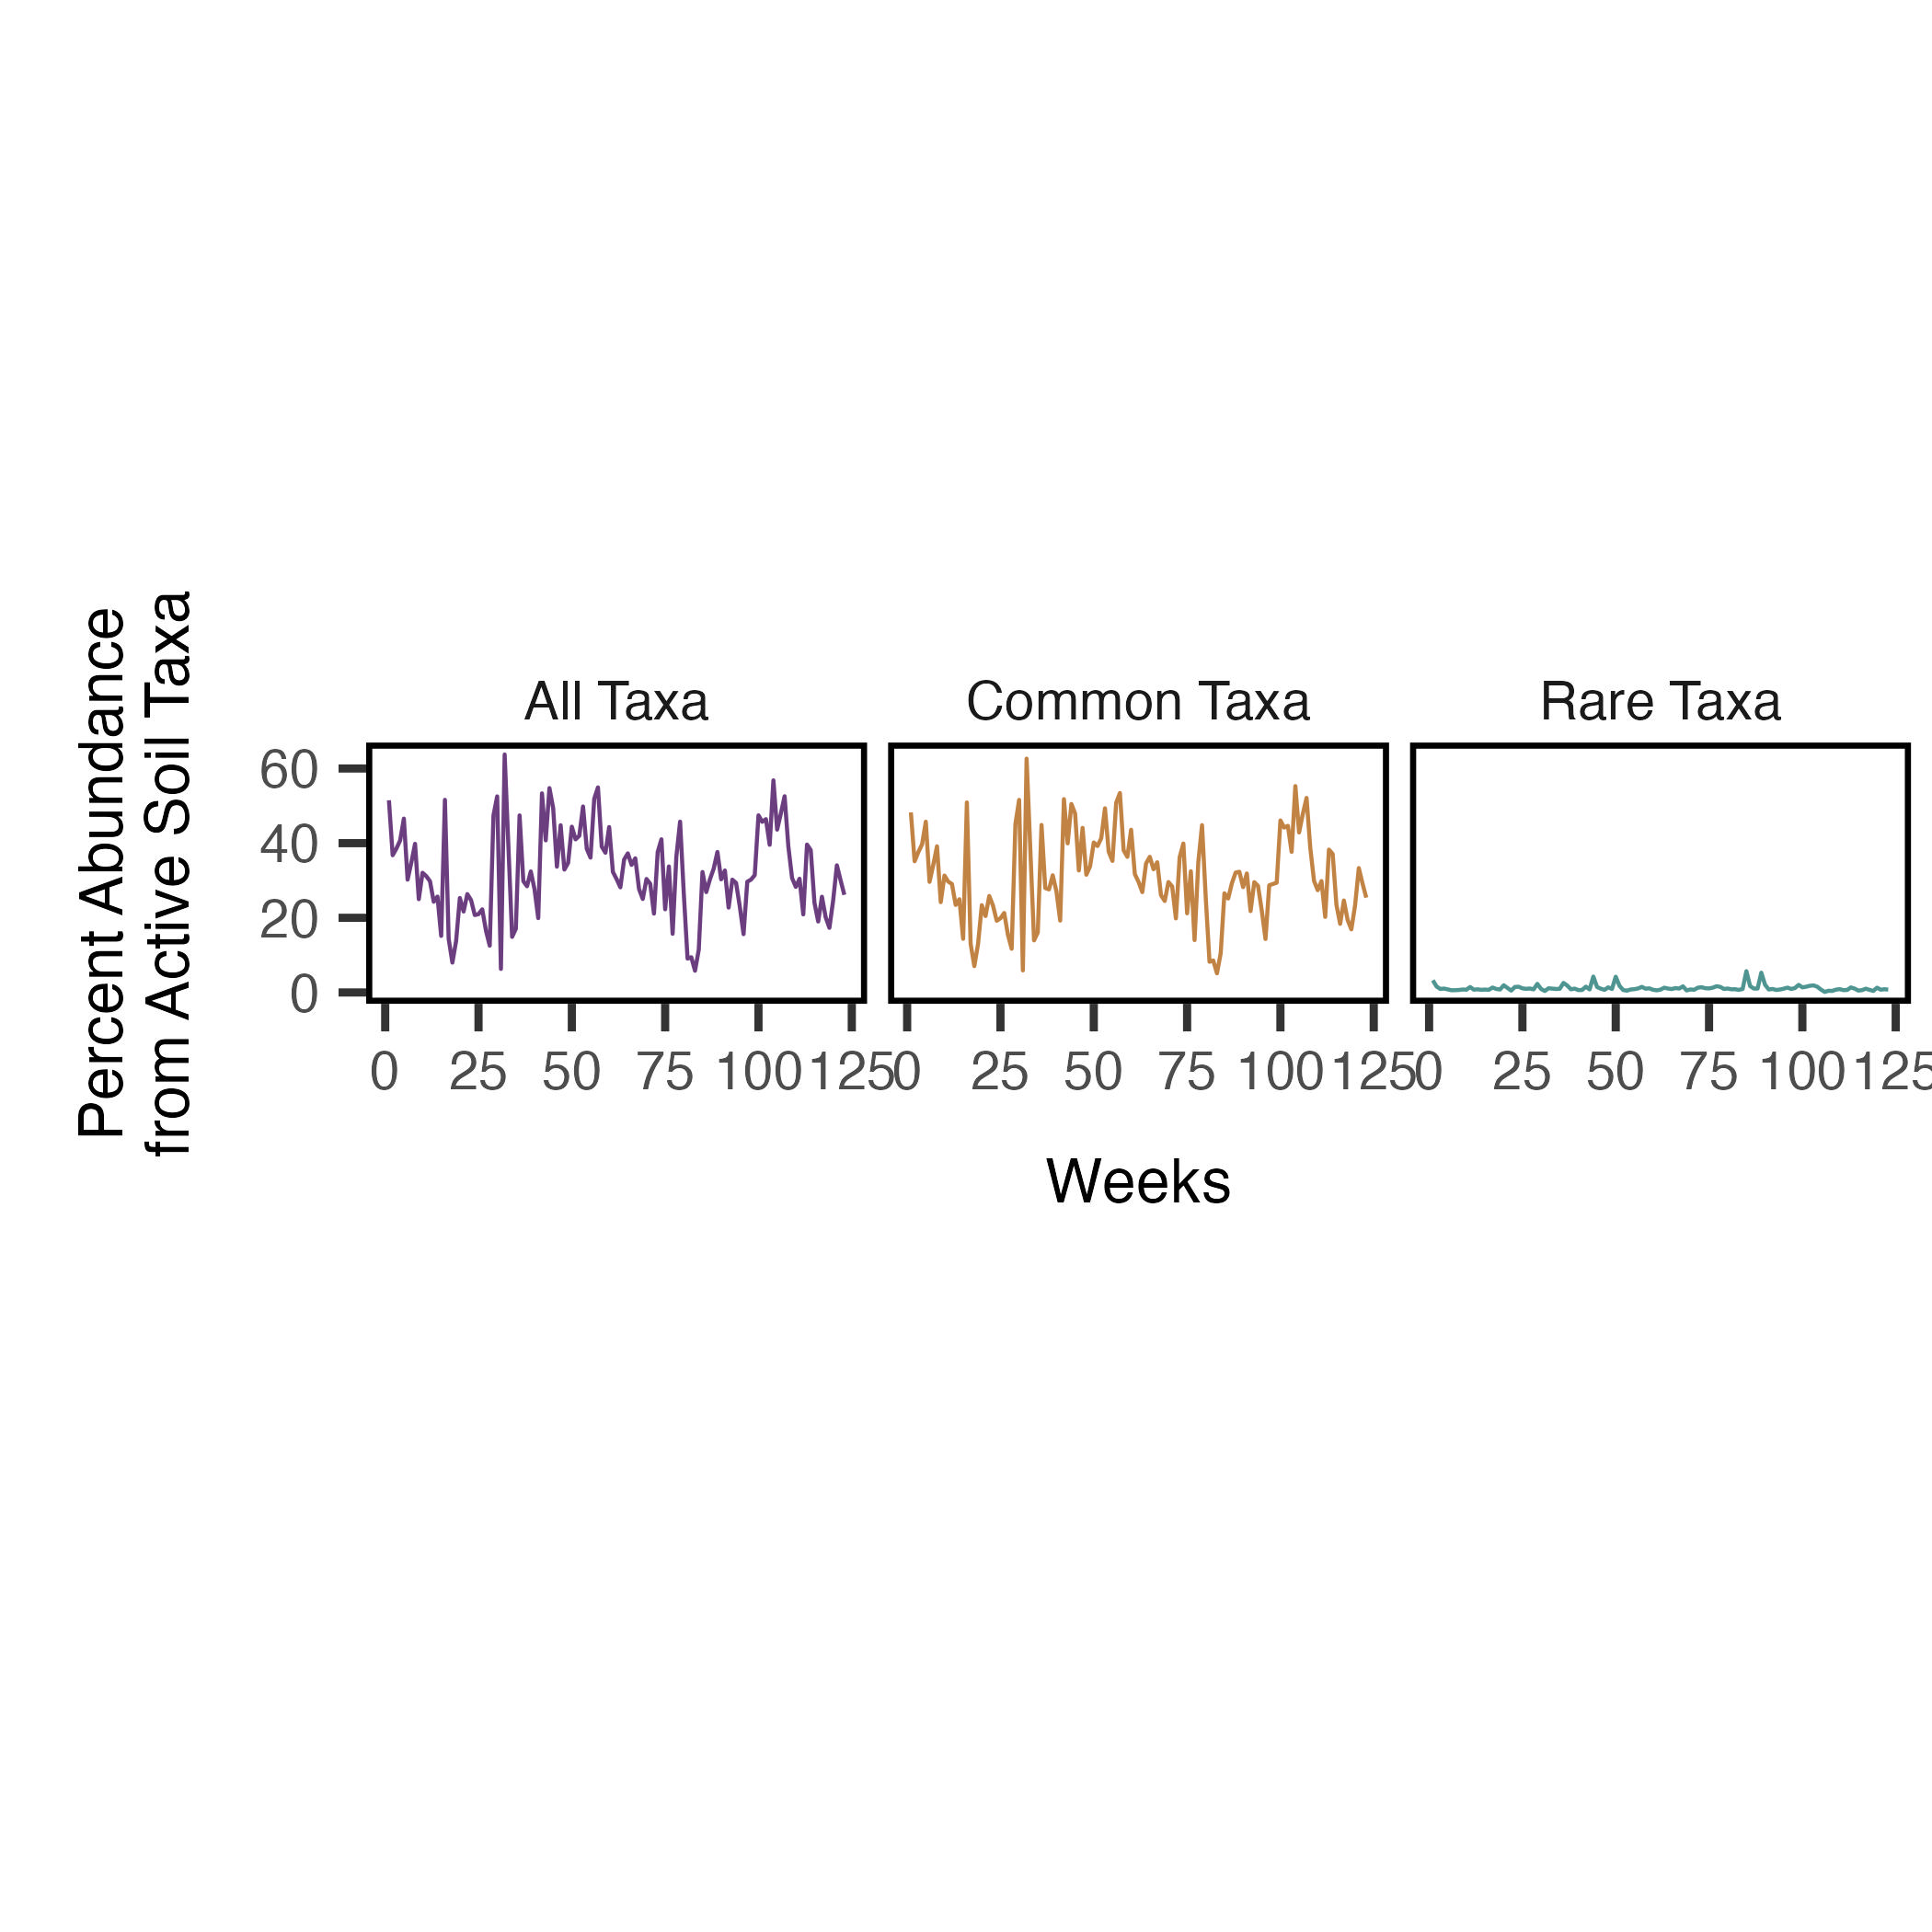 Percent Abundance
from Active Soil Taxa
All Taxa
Common Taxa
Rare Taxa
60
40
20
0
0 25 50 75 100 125
0 25 50 75 100 125
0 25 50 75 100 125
Weeks